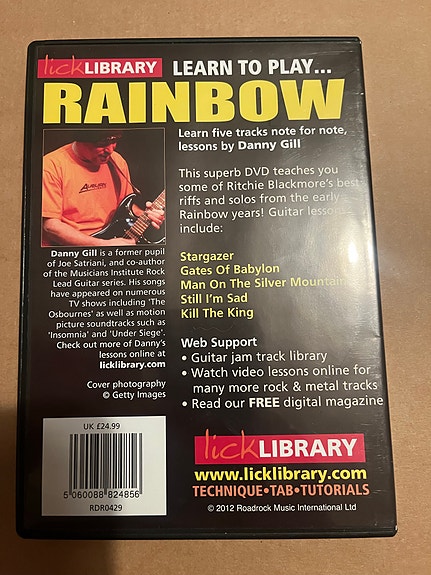 lickLIBRARY LEARN TO PLAY...
RAINBOW
Learn five tracks note for note,
lessons by Danny Gill
This superb DVD teaches you
some of Ritchie Blackmore's best
riffs and solos from the early
Rainbow years! Guitar lessons
include:
Stargazer
Gates Of Babylon
Man On The Silver Mountain
Still I'm Sad
Kill The King
AUBURN
Danny Gill is a former pupil
of Joe Satriani, and co-author
of the Musicians Institute Rock
Lead Guitar series. His songs
have appeared on numerous
TV shows including 'The
Osbournes' as well as motion
picture soundtracks such as
'Insomnia' and 'Under Siege'.
Check out more of Danny's
lessons online at
licklibrary.com
Cover photography
© Getty Images
Web Support
• Guitar jam track library
• Watch video lessons online for
many more rock & metal tracks
• Read our FREE digital magazine
UK £24.99
5 060088 824856
RDR0429
lickLIBRARY
www.licklibrary.com
TECHNIQUE•TAB•TUTORIALS
© 2012 Roadrock Music International Ltd